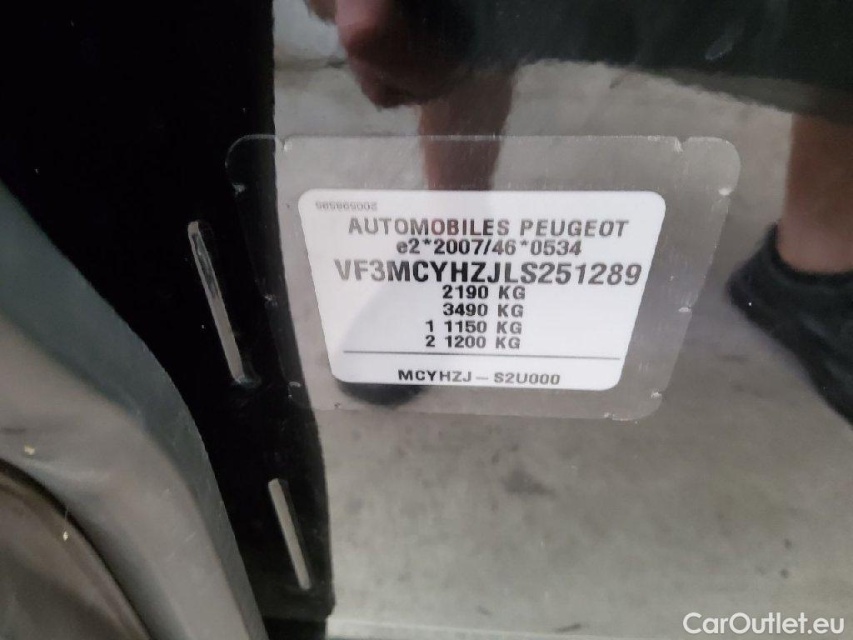 200598595
AUTOMOBILES PEUGEOT
e2*2007/46*0534
VF3MCYHZJLS251289
2190 KG
3490 KG
1 1150 KG
2 1200 KG
MCYHZJ – S2U000
CarOutlet.eu